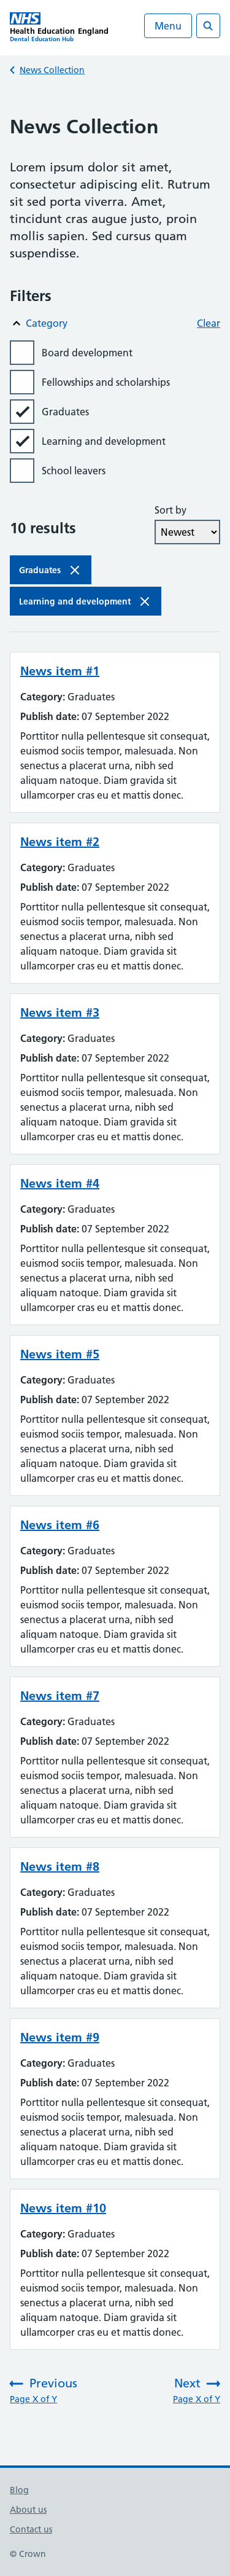 NHS
Health Education England
Dental Education Hub
Menu
News Collection
News Collection
Lorem ipsum dolor sit amet,
consectetur adipiscing elit. Rutrum
sit sed porta viverra. Amet,
tincidunt cras augue justo, proin
mollis sapien. Sed cursus quam
suspendisse.
Filters
Category Clear
Board development
Fellowships and scholarships
Graduates
Learning and development
School leavers
Sort by
10 results
Newest
Graduates
Learning and development
News item #1
Category: Graduates
Publish date: 07 September 2022
Porttitor nulla pellentesque sit consequat,
euismod sociis tempor, malesuada. Non
senectus a placerat urna, nibh sed
aliquam natoque. Diam gravida sit
ullamcorper cras eu et mattis donec.
News item #2
Category: Graduates
Publish date: 07 September 2022
Porttitor nulla pellentesque sit consequat,
euismod sociis tempor, malesuada. Non
senectus a placerat urna, nibh sed
aliquam natoque. Diam gravida sit
ullamcorper cras eu et mattis donec.
News item #3
Category: Graduates
Publish date: 07 September 2022
Porttitor nulla pellentesque sit consequat,
euismod sociis tempor, malesuada. Non
senectus a placerat urna, nibh sed
aliquam natoque. Diam gravida sit
ullamcorper cras eu et mattis donec.
News item #4
Category: Graduates
Publish date: 07 September 2022
Porttitor nulla pellentesque sit consequat,
euismod sociis tempor, malesuada. Non
senectus a placerat urna, nibh sed
aliquam natoque. Diam gravida sit
ullamcorper cras eu et mattis donec.
News item #5
Category: Graduates
Publish date: 07 September 2022
Porttitor nulla pellentesque sit consequat,
euismod sociis tempor, malesuada. Non
senectus a placerat urna, nibh sed
aliquam natoque. Diam gravida sit
ullamcorper cras eu et mattis donec.
News item #6
Category: Graduates
Publish date: 07 September 2022
Porttitor nulla pellentesque sit consequat,
euismod sociis tempor, malesuada. Non
senectus a placerat urna, nibh sed
aliquam natoque. Diam gravida sit
ullamcorper cras eu et mattis donec.
News item #7
Category: Graduates
Publish date: 07 September 2022
Porttitor nulla pellentesque sit consequat,
euismod sociis tempor, malesuada. Non
senectus a placerat urna, nibh sed
aliquam natoque. Diam gravida sit
ullamcorper cras eu et mattis donec.
News item #8
Category: Graduates
Publish date: 07 September 2022
Porttitor nulla pellentesque sit consequat,
euismod sociis tempor, malesuada. Non
senectus a placerat urna, nibh sed
aliquam natoque. Diam gravida sit
ullamcorper cras eu et mattis donec.
News item #9
Category: Graduates
Publish date: 07 September 2022
Porttitor nulla pellentesque sit consequat,
euismod sociis tempor, malesuada. Non
senectus a placerat urna, nibh sed
aliquam natoque. Diam gravida sit
ullamcorper cras eu et mattis donec.
News item #10
Category: Graduates
Publish date: 07 September 2022
Porttitor nulla pellentesque sit consequat,
euismod sociis tempor, malesuada. Non
senectus a placerat urna, nibh sed
aliquam natoque. Diam gravida sit
ullamcorper cras eu et mattis donec.
Previous Next
Page X of Y Page X of Y
Blog
About us
Contact us
© Crown